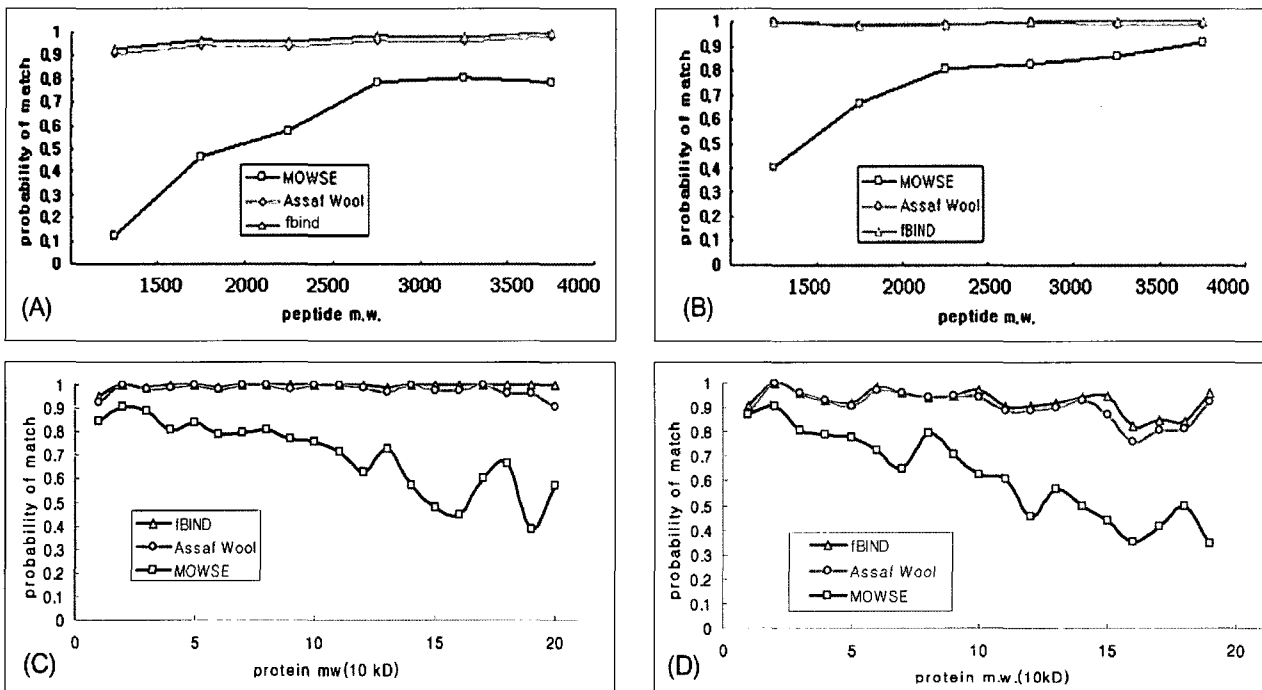 probability of match
1
0.9
0.8
0.7
0.6
0.5
0.4
0.3
0.2
0.1
0
MOWSE
Assaf Wool
fbind
1500 2000 2500 3000 3500 4000
peptide m.w.
(A)
probability of match
1
0.9
0.8
0.7
0.6
0.5
0.4
0.3
0.2
0.1
0
MOWSE
Assaf Wool
fBIND
1500 2000 2500 3000 3500 4000
peptide m.w.
(B)
probability of match
1
0.9
0.8
0.7
0.6
0.5
0.4
0.3
0.2
0.1
0
fBIND
Assaf Wool
MOWSE
0 5 10 15 20
protein mw(10 kD)
(C)
probability of match
1
0.9
0.8
0.7
0.6
0.5
0.4
0.3
0.2
0.1
0
fBIND
Assaf Wool
MOWSE
0 5 10 15 20
protein m.w.(10kD)
(D)